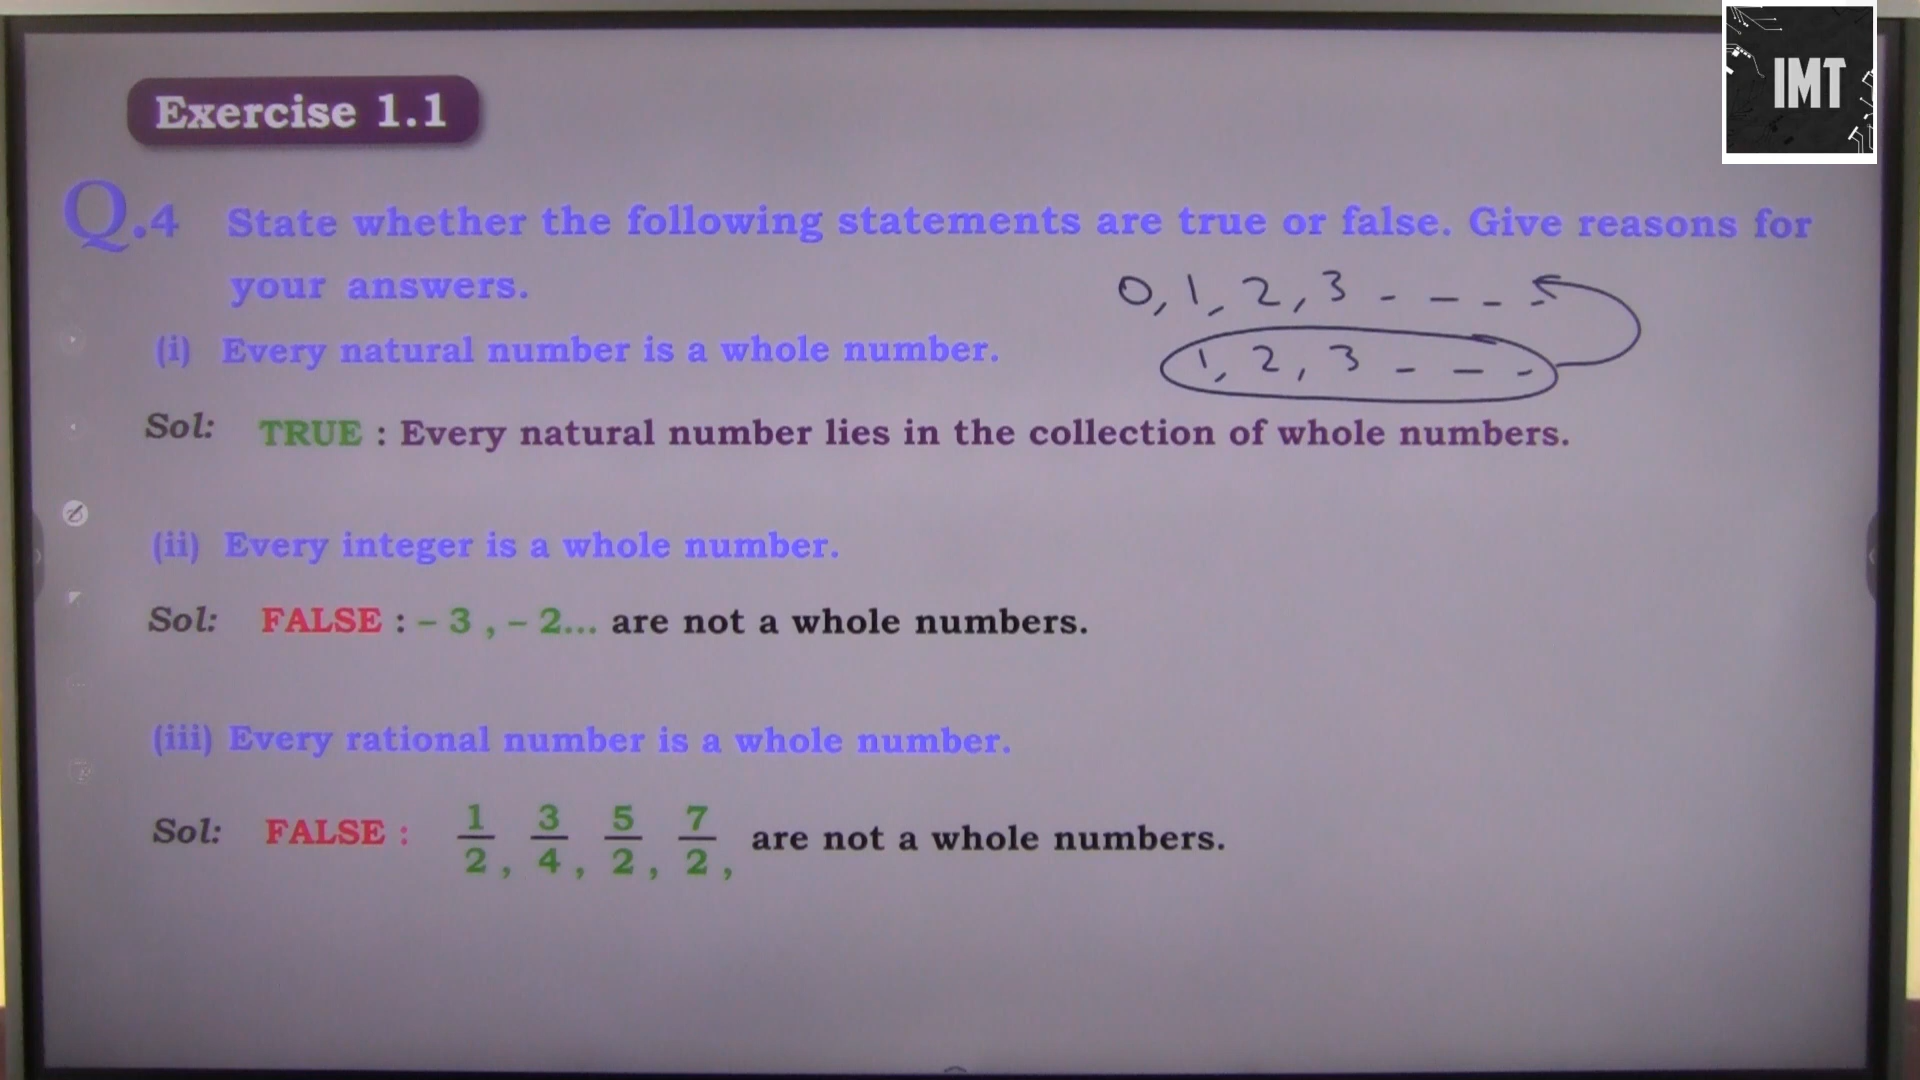 IMT
Exercise 1.1
Q.4 State whether the following statements are true or false. Give reasons for
your answers.
0, 1, 2, 3 - - - -
(i) Every natural number is a whole number.
1, 2, 3 - - -
Sol: TRUE : Every natural number lies in the collection of whole numbers.
(ii) Every integer is a whole number.
Sol: FALSE : – 3 , – 2... are not a whole numbers.
(iii) Every rational number is a whole number.
Sol: FALSE : 1/2 , 3/4 , 5/2 , 7/2 , are not a whole numbers.